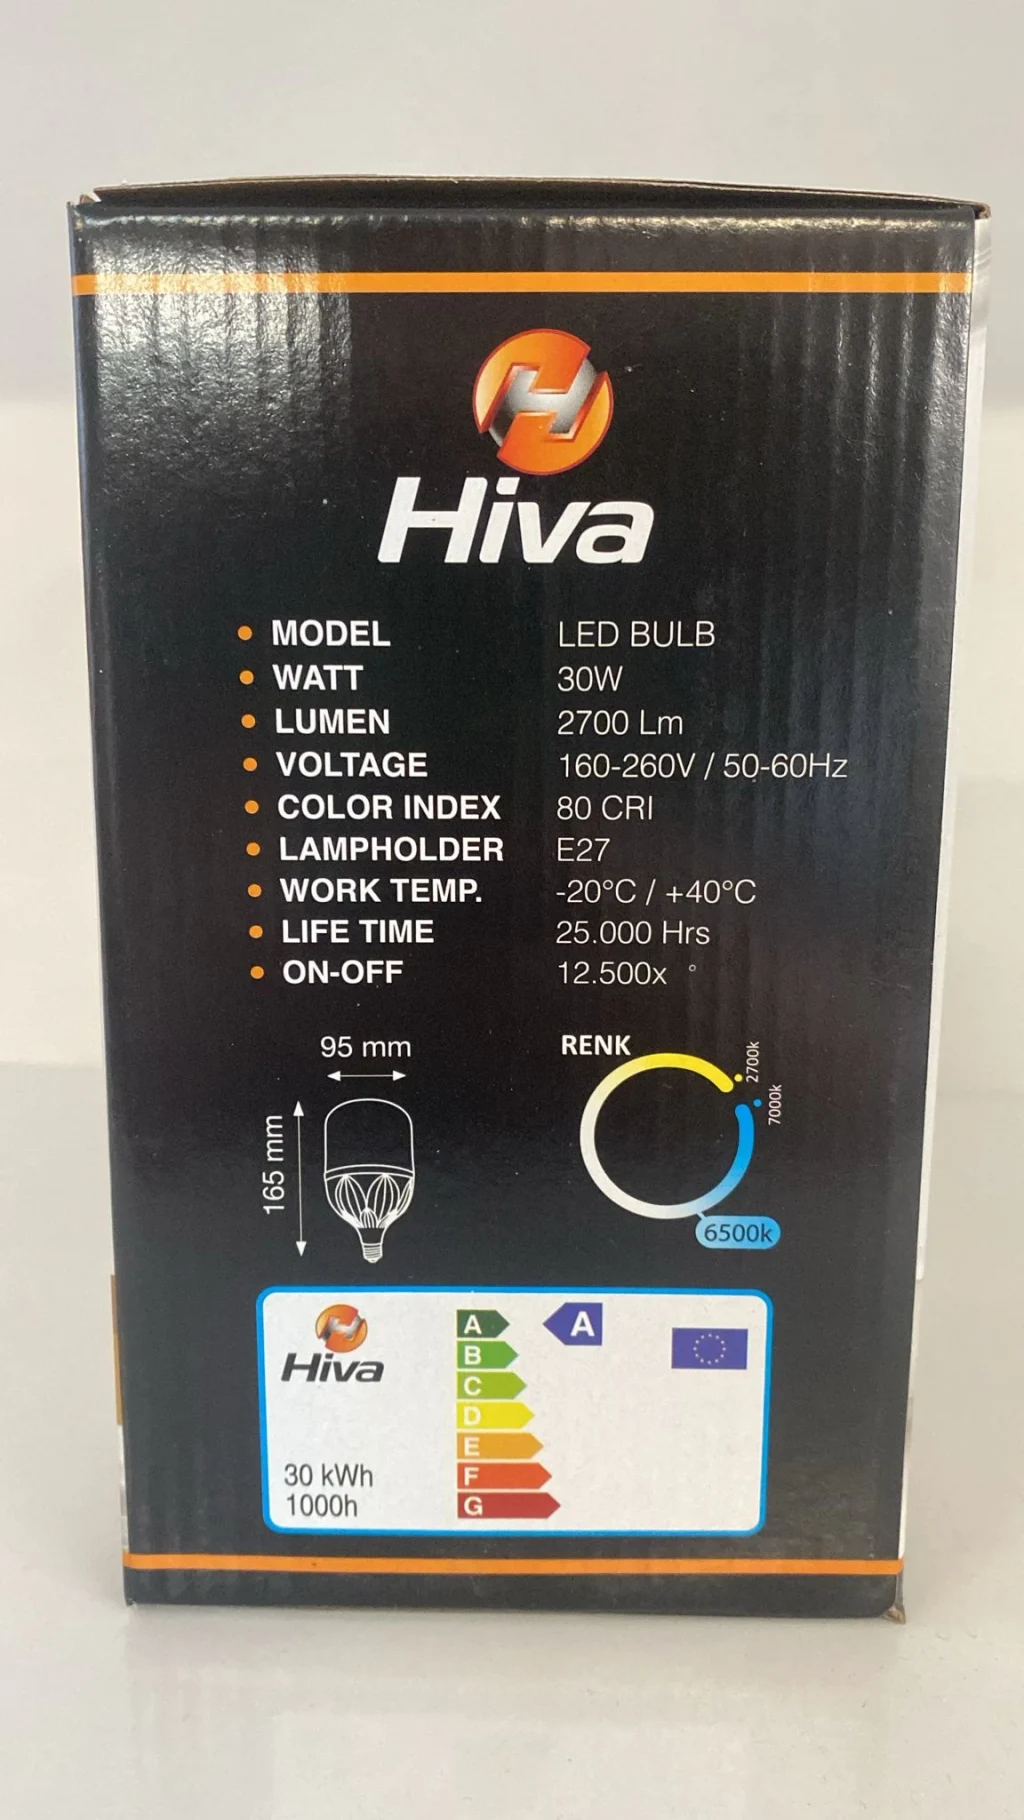 Hiva
MODEL LED BULB
WATT 30W
LUMEN 2700 Lm
VOLTAGE 160-260V / 50-60Hz
COLOR INDEX 80 CRI
LAMPHOLDER E27
WORK TEMP. -20°C / +40°C
LIFE TIME 25.000 Hrs
ON-OFF 12.500x °
95 mm
165 mm
RENK
2700k
7000k
6500k
Hiva
A A
B
C
D
E
F
G
30 kWh
1000h